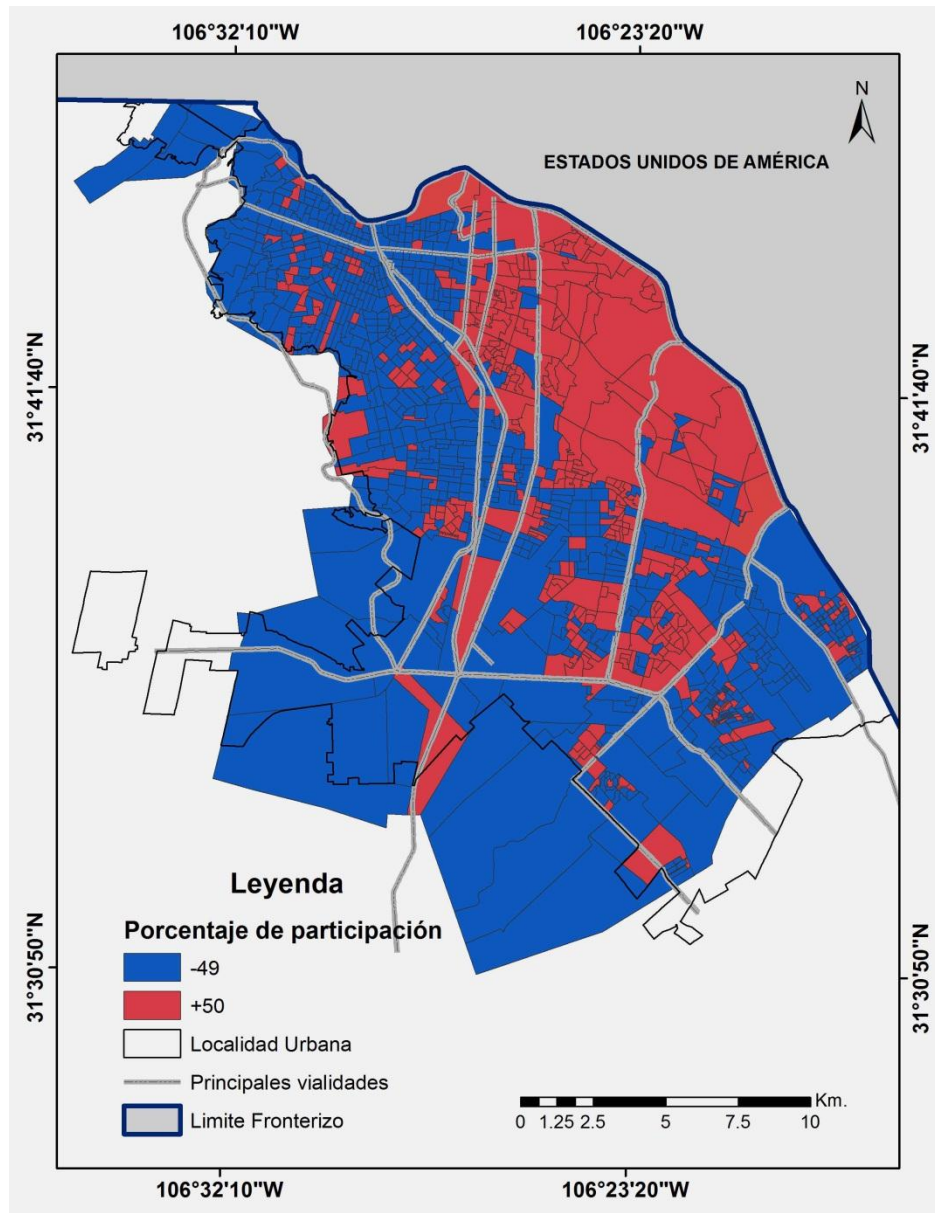 106°32'10"W
106°23'20"W
N
ESTADOS UNIDOS DE AMÉRICA
31°41'40"N
31°41'40"N
31°30'50"N
31°30'50"N
Leyenda
Porcentaje de participación
-49
+50
Localidad Urbana
Principales vialidades
Limite Fronterizo
Km.
0 1.25 2.5 5 7.5 10
106°32'10"W
106°23'20"W